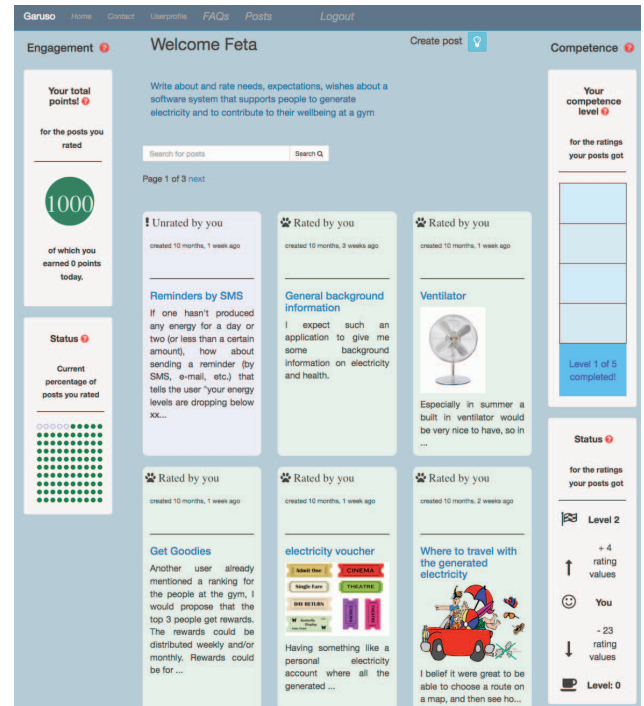 Garuso Home Contact Userprofile FAQs Posts Logout
Engagement
Your total
points!
for the posts you
rated
1000
of which you
earned 0 points
today.
Status
Current
percentage of
posts you rated
Welcome Feta
Create post
Write about and rate needs, expectations, wishes about a
software system that supports people to generate
electricity and to contribute to their wellbeing at a gym
Search for posts
Search
Page 1 of 3 next
Unrated by you
created 10 months, 1 week ago
Reminders by SMS
If one hasn't produced
any energy for a day or
two (or less than a certain
amount), how about
sending a reminder (by
SMS, e-mail, etc.) that
tells the user "your energy
levels are dropping below
xx...
Rated by you
created 10 months, 3 weeks ago
General background
information
I expect such an
application to give me
some background
information on electricity
and health.
Rated by you
created 10 months, 1 week ago
Ventilator
Especially in summer a
built in ventilator would
be very nice to have, so in
...
Rated by you
created 10 months, 1 week ago
Get Goodies
Another user already
mentioned a ranking for
the people at the gym, I
would propose that the
top 3 people get rewards.
The rewards could be
distributed weekly and/or
monthly. Rewards could
be for ...
Rated by you
created 10 months, 1 week ago
electricity voucher
Admit One
CINEMA
Single Fare
THEATRE
DAY RETURN
Butterfly
Display
CINEMA
THEATRE
Having something like a
personal electricity
account where all the
generated ...
Rated by you
created 10 months, 2 weeks ago
Where to travel with
the generated
electricity
I belief it were great to be
able to choose a route on
a map, and then see ho...
Competence
Your
competence
level
for the ratings
your posts got
Level 1 of 5
completed!
Status
for the ratings
your posts got
Level 2
+ 4
rating
values
You
- 23
rating
values
Level: 0